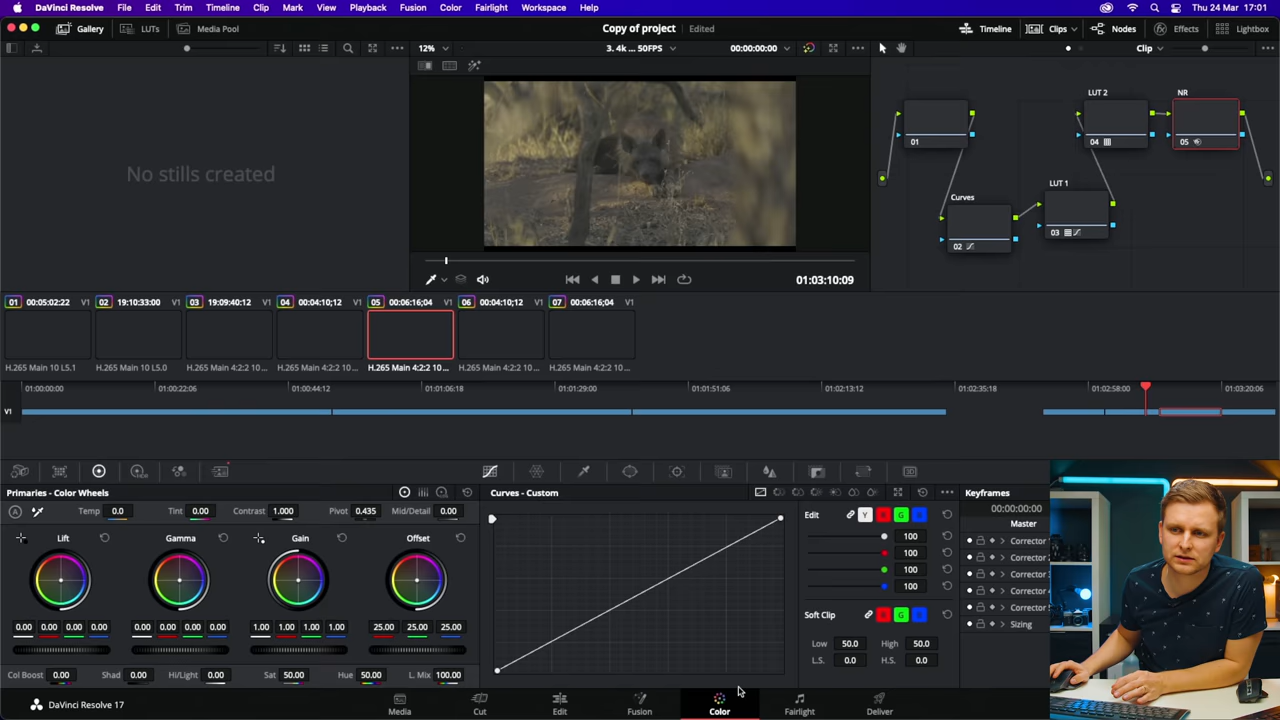 DaVinci Resolve File Edit Trim Timeline Clip Mark View Playback Fusion Color Fairlight Workspace Help Thu 24 Mar 17:01
Gallery LUTs Media Pool Copy of project Edited Timeline Clips Nodes Effects Lightbox
12% 3. 4k ... 50FPS 00:00:00:00 Clip
No stills created
LUT 2 NR
01 04 05
Curves LUT 1
02 03
01:03:10:09
01 00:05:02:22 V1 02 19:10:33:00 V1 03 19:09:40:12 V1 04 00:04:10;12 V1 05 00:06:16;04 V1 06 00:04:10;12 V1 07 00:06:16;04 V1
H.265 Main 10 L5.1 H.265 Main 10 L5.0 H.265 Main 4:2:2 10 ... H.265 Main 4:2:2 10 ... H.265 Main 4:2:2 10 ... H.265 Main 4:2:2 10 ... H.265 Main 4:2:2 10 ...
01:00:00:00 01:00:22:06 01:00:44:12 01:01:06:18 01:01:29:00 01:01:51:06 01:02:13:12 01:02:35:18 01:02:58:00 01:03:20:06
V1
Primaries - Color Wheels Curves - Custom Keyframes
A Temp 0.0 Tint 0.00 Contrast 1.000 Pivot 0.435 Mid/Detail 0.00 Edit Y R G 00:00:00:00
Master
Lift Gamma Gain Offset 100 Corrector
100 Corrector
100 Corrector
100 Corrector
Corrector
0.00 0.00 0.00 0.00 0.00 0.00 0.00 0.00 1.00 1.00 1.00 1.00 25.00 25.00 25.00 Soft Clip Sizing
Low 50.0 High 50.0
L.S. 0.0 H.S. 0.0
Col Boost 0.00 Shad 0.00 Hi/Light 0.00 Sat 50.00 Hue 50.00 L. Mix 100.00
DaVinci Resolve 17 Media Cut Edit Fusion Color Fairlight Deliver